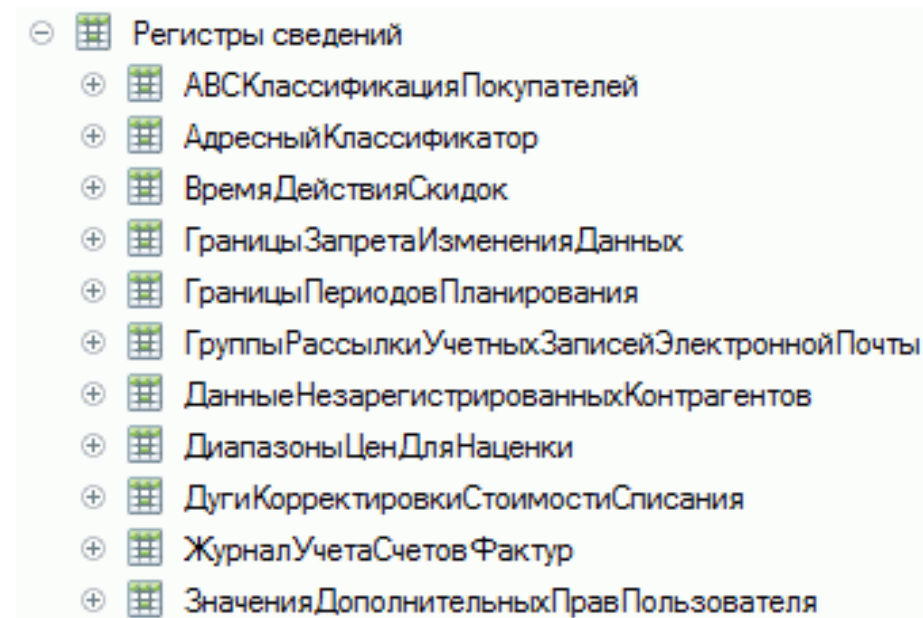 Регистры сведений
АВСКлассификацияПокупателей
АдресныйКлассификатор
ВремяДействияСкидок
ГраницыЗапретаИзмененияДанных
ГраницыПериодовПланирования
ГруппыРассылкиУчетныхЗаписейЭлектроннойПочты
ДанныеНезарегистрированныхКонтрагентов
ДиапазоныЦенДляНаценки
ДугиКорректировкиСтоимостиСписания
ЖурналУчетаСчетовФактур
ЗначенияДополнительныхПравПользователя